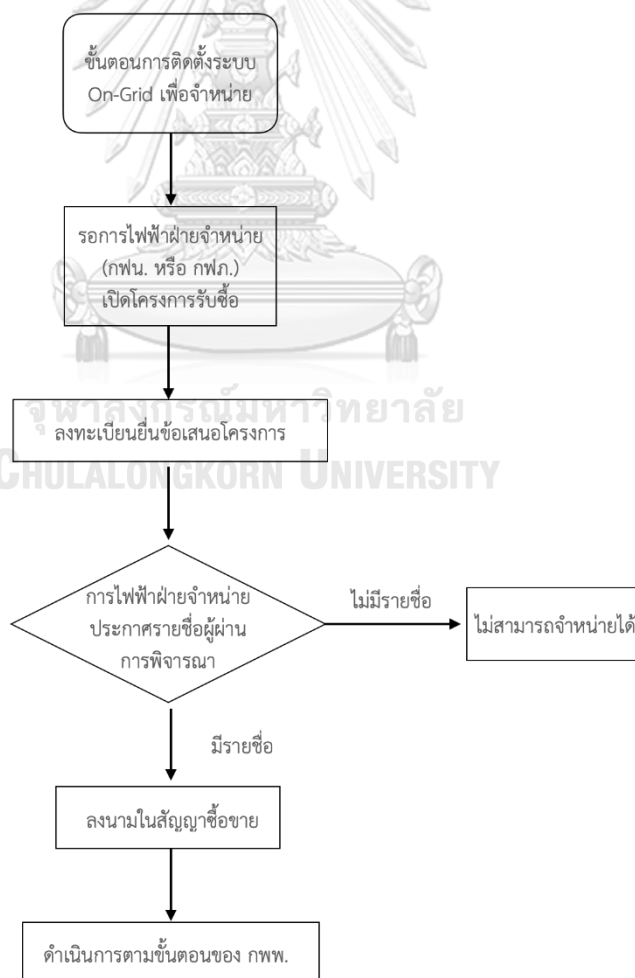 ขั้นตอนการติดตั้งระบบ
On-Grid เพื่อจำหน่าย
รอการไฟฟ้าฝ่ายจำหน่าย
(กฟน. หรือ กฟภ.)
เปิดโครงการรับซื้อ
จุฬาลงกรณ์มหาวิทยาลัย
ลงทะเบียนยื่นข้อเสนอโครงการ
CHULALONGKORN UNIVERSITY
การไฟฟ้าฝ่ายจำหน่าย
ประกาศรายชื่อผู้ผ่าน
การพิจารณา
ไม่มีรายชื่อ
ไม่สามารถจำหน่ายได้
มีรายชื่อ
ลงนามในสัญญาซื้อขาย
ดำเนินการตามขั้นตอนของ กพพ.